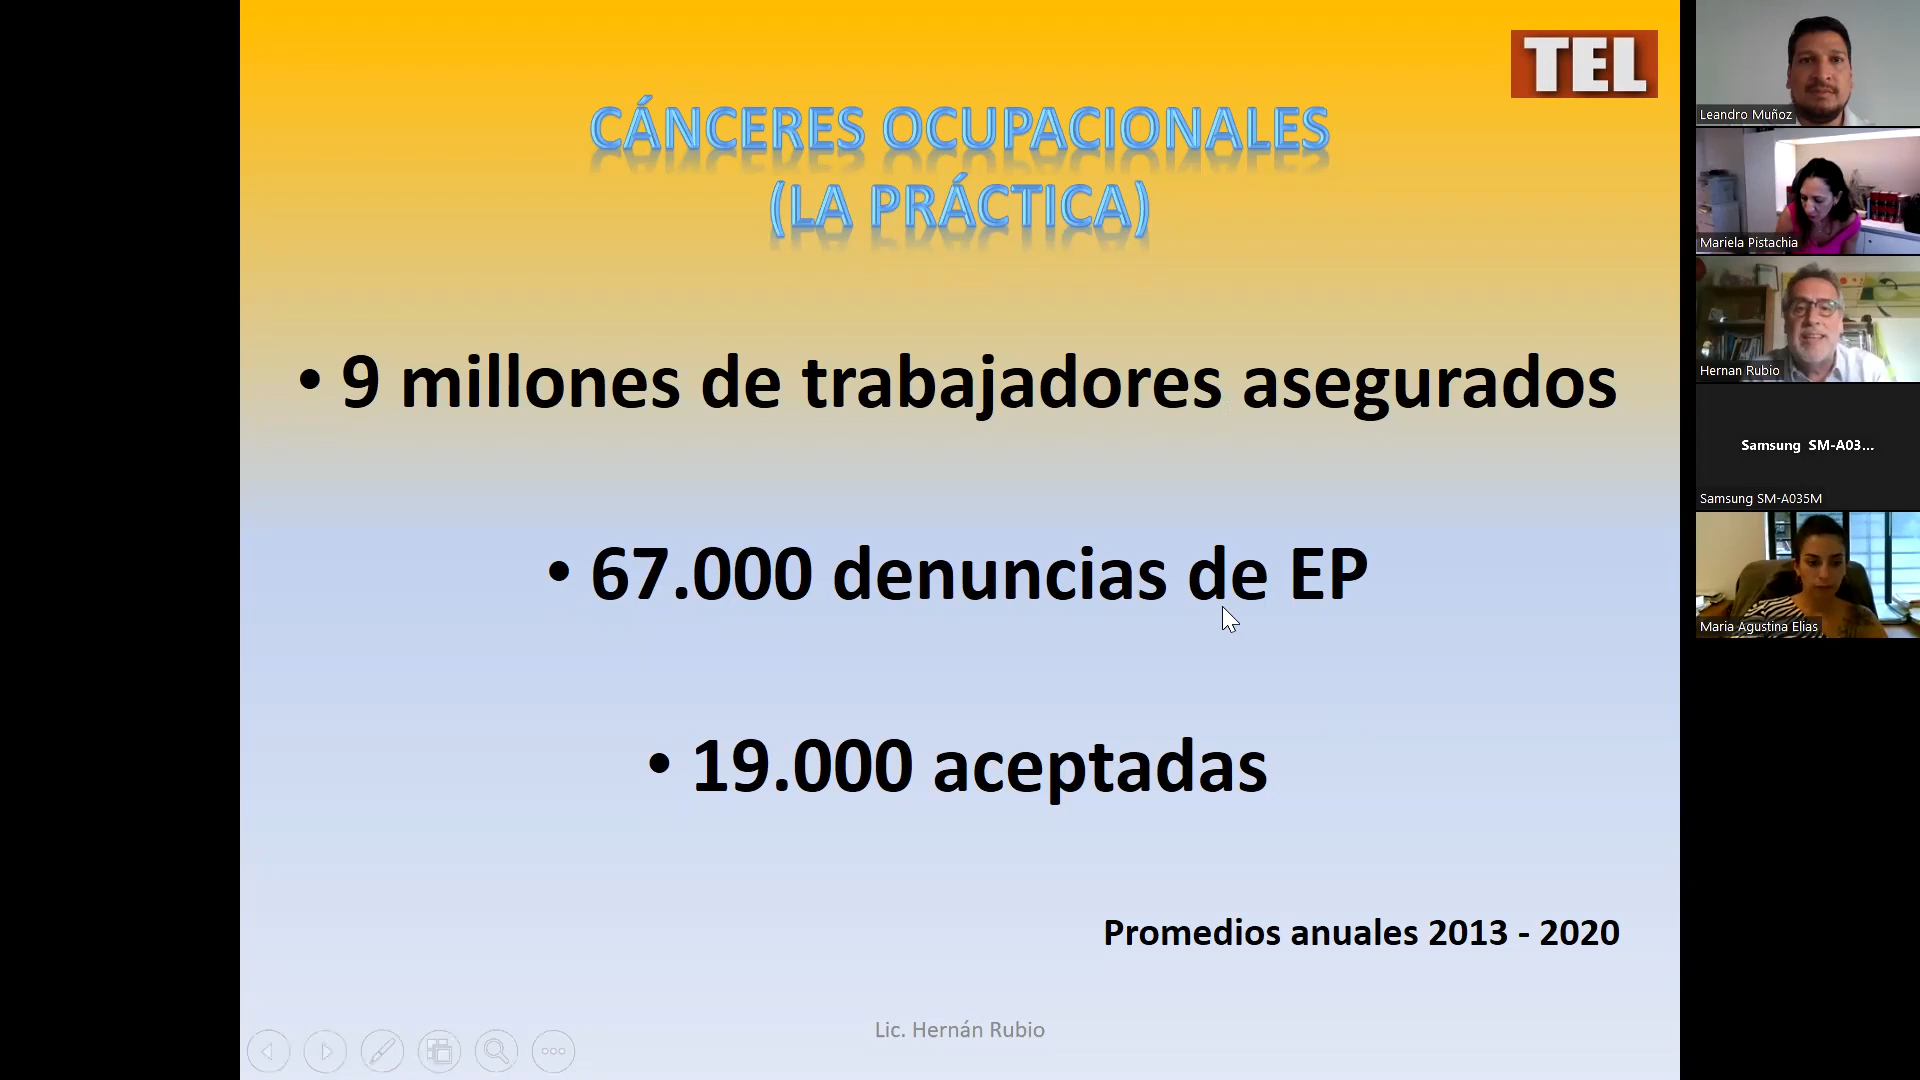 TEL
CÁNCERES OCUPACIONALES
(LA PRÁCTICA)
• 9 millones de trabajadores asegurados
• 67.000 denuncias de EP
• 19.000 aceptadas
Promedios anuales 2013 - 2020
Lic. Hernán Rubio
Leandro Muñoz
Mariela Pistachia
Hernan Rubio
Samsung SM-A03...
Samsung SM-A035M
Maria Agustina Elias